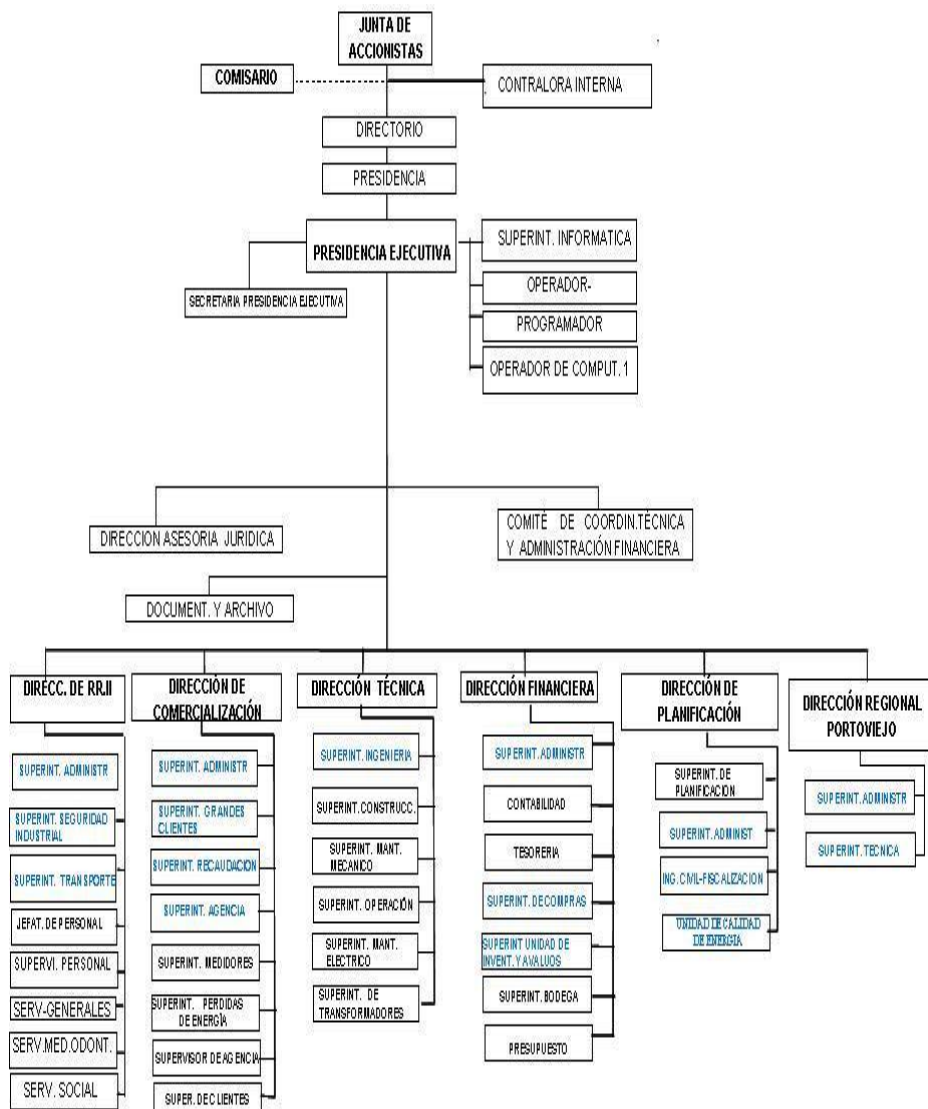 JUNTA DE
ACCIONISTAS
COMISARIO
CONTRALORA INTERNA
DIRECTORIO
PRESIDENCIA
PRESIDENCIA EJECUTIVA
SUPERINT. INFORMATICA
SECRETARIA PRESIDENCIA EJECUTIVA
OPERADOR-
PROGRAMADOR
OPERADOR DE COMPUT. 1
DIRECCION ASESORIA JURIDICA
COMITÉ DE COORDIN.TÉCNICA
Y ADMINISTRACIÓN FINANCIERA
DOCUMENT. Y ARCHIVO
DIRECC. DE RR.II
SUPERINT. ADMINISTR
SUPERINT. SEGURIDAD
INDUSTRIAL
SUPERINT. TRANSPORTE
JEFAT. DE PERSONAL
SUPERVI. PERSONAL
SERV-GENERALES
SERV.MED.ODONT.
SERV. SOCIAL
DIRECCIÓN DE
COMERCIALIZACIÓN
SUPERINT. ADMINISTR
SUPERINT. GRANDES
CLIENTES
SUPERINT. RECAUDACION
SUPERINT. AGENCIA
SUPERINT. MEDIDORES
SUPERINT. PERDIDAS
DE ENERGÍA
SUPERVISOR DE AGENCIA
SUPER. DE CLIENTES
DIRECCIÓN TÉCNICA
SUPERINT. INGENIERIA
SUPERINT. CONSTRUCC.
SUPERINT. MANT.
MECANICO
SUPERINT. OPERACIÓN
SUPERINT. MANT.
ELECTRICO
SUPERINT. DE
TRANSFORMADORES
DIRECCIÓN FINANCIERA
SUPERINT. ADMINISTR
CONTABILIDAD
TESORERIA
SUPERINT. DE COMPRAS
SUPERINT UNIDAD DE
INVENT. Y AVALUOS
SUPERINT. BODEGA
PRESUPUESTO
DIRECCIÓN DE
PLANIFICACIÓN
SUPERINT. DE
PLANIFICACION
SUPERINT. ADMINIST
ING. CIVIL-FISCALIZACION
UNIDAD DE CALIDAD
DE ENERGIA
DIRECCIÓN REGIONAL
PORTOVIEJO
SUPERINT. ADMINISTR
SUPERINT. TECNICA